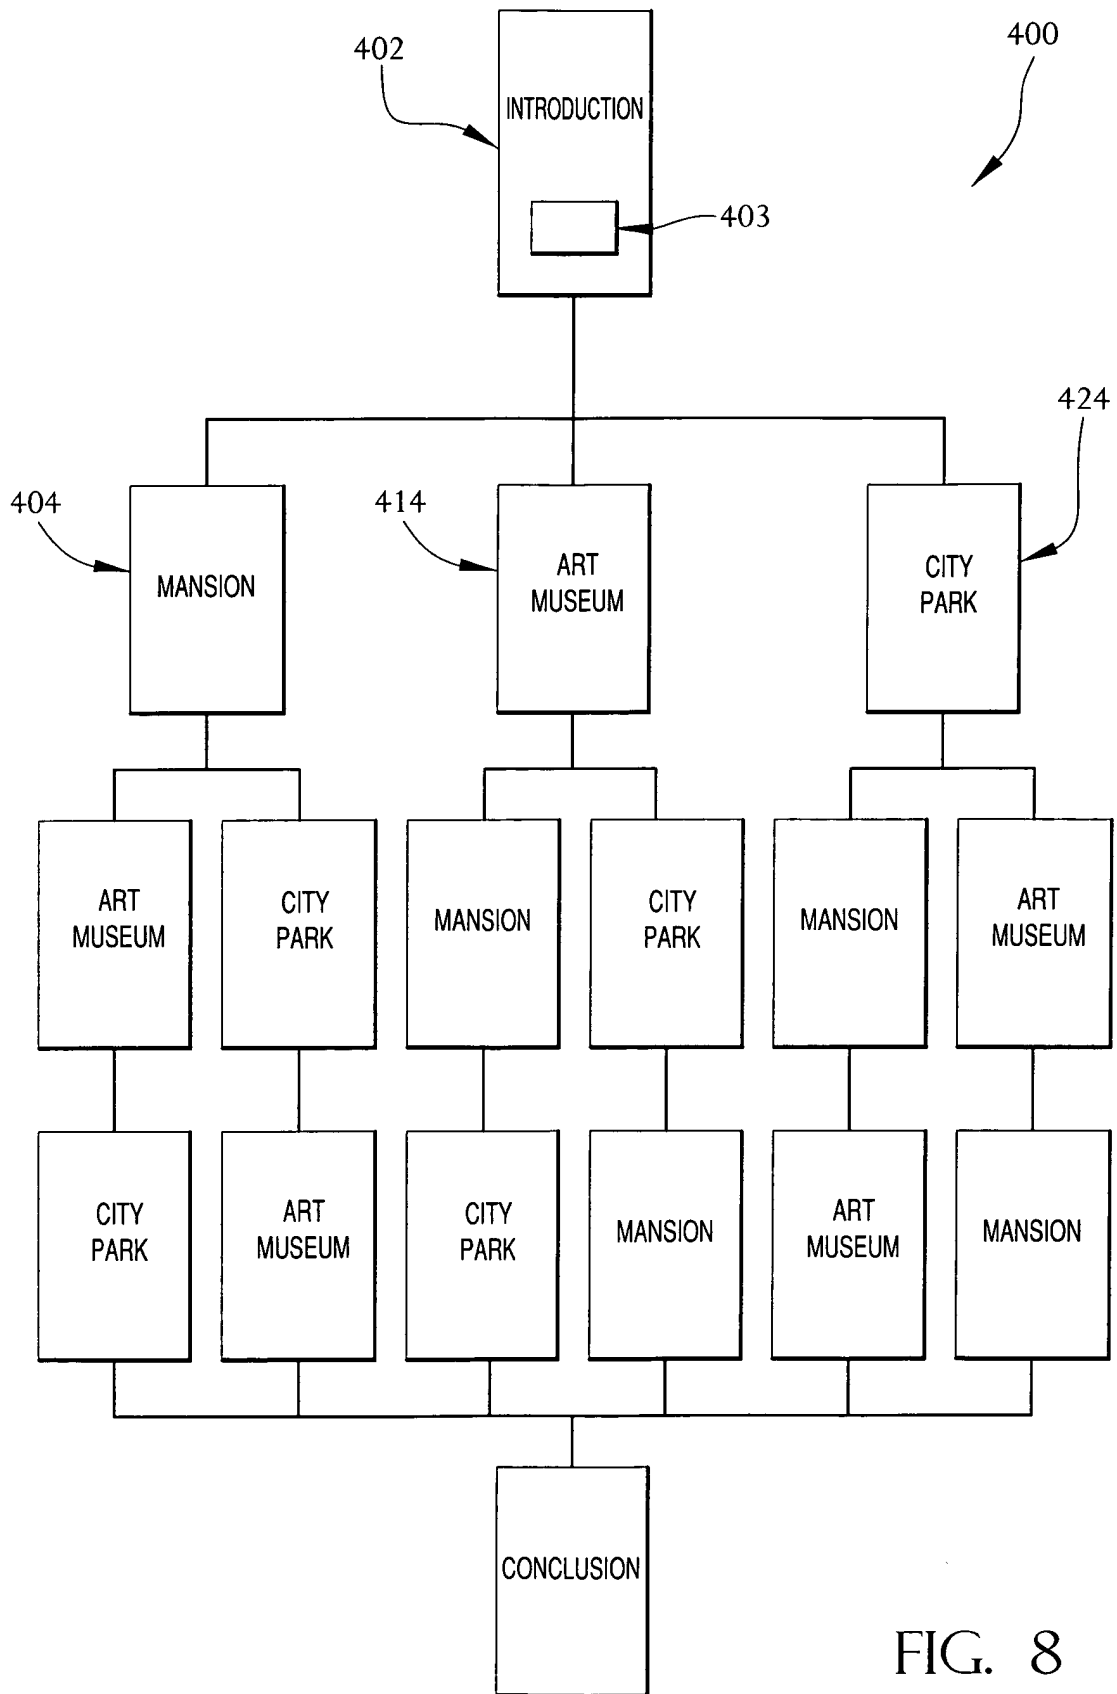 400
402
INTRODUCTION
403
424
404
414
MANSION
ART
MUSEUM
CITY
PARK
ART
MUSEUM
CITY
PARK
MANSION
CITY
PARK
MANSION
ART
MUSEUM
CITY
PARK
ART
MUSEUM
CITY
PARK
MANSION
ART
MUSEUM
MANSION
CONCLUSION
FIG. 8